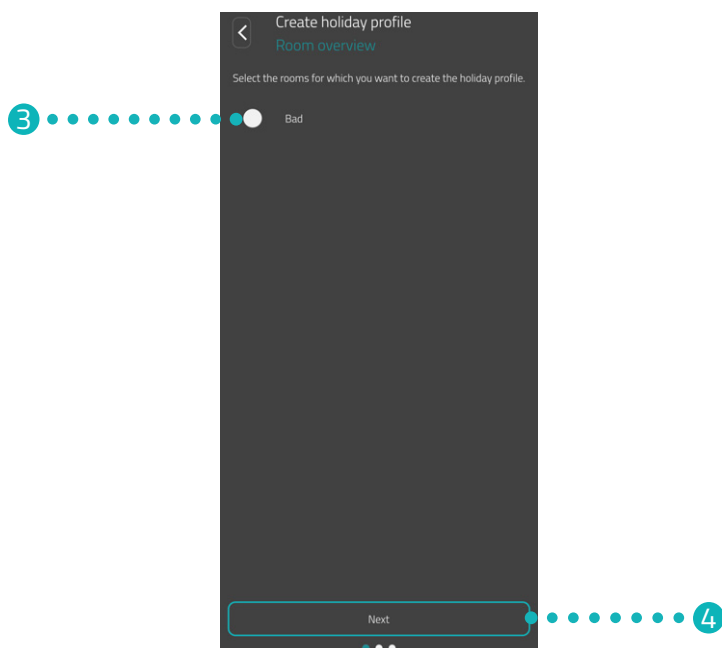 Create holiday profile
Room overview
Select the rooms for which you want to create the holiday profile.
3
Bad
Next
4